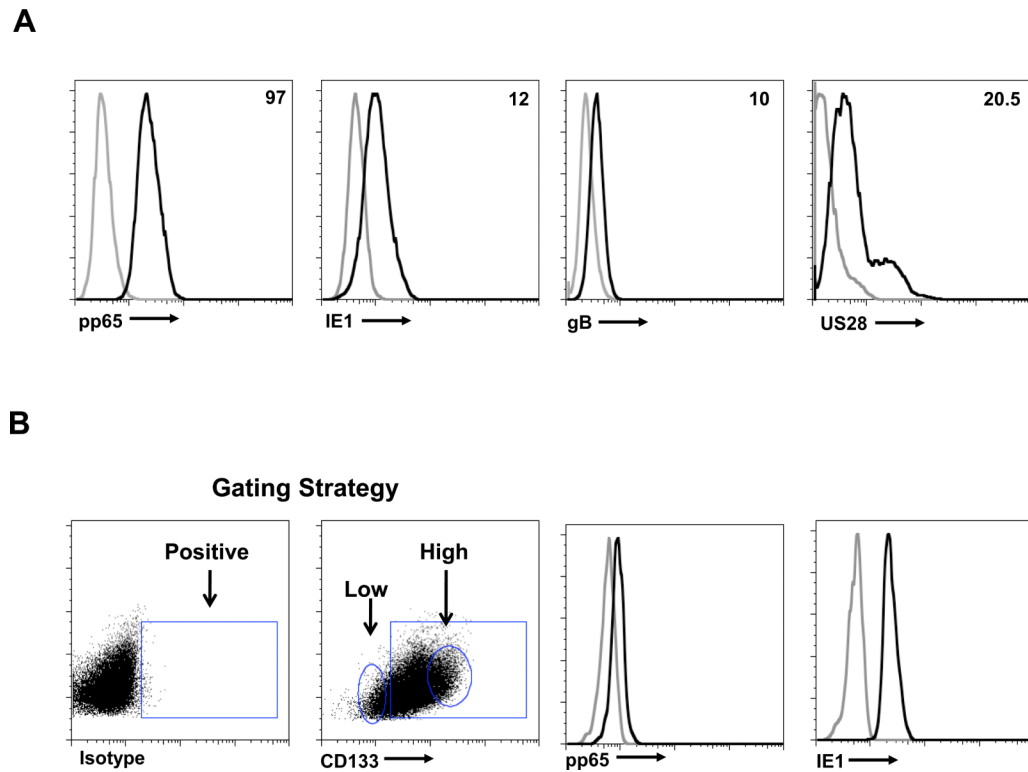 A
97
12
10
20.5
pp65
IE1
gB
US28
B
Gating Strategy
Positive
High
Low
Isotype
CD133
pp65
IE1